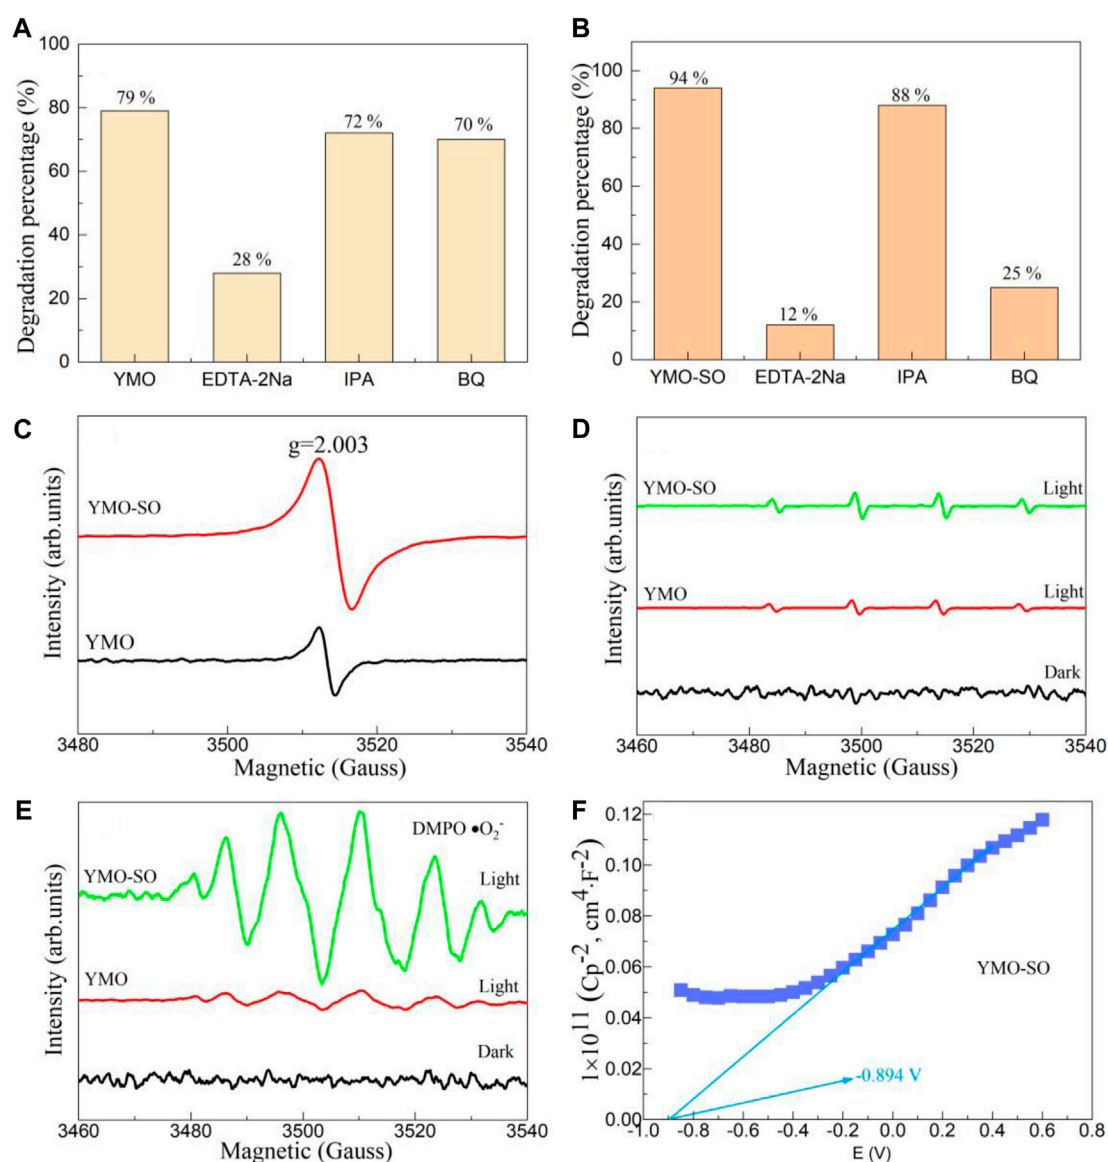 A
Degradation percentage (%)
100
80
60
40
20
0
79 %
28 %
72 %
70 %
YMO EDTA-2Na IPA BQ
B
Degradation percentage (%)
100
80
60
40
20
0
94 %
12 %
88 %
25 %
YMO-SO EDTA-2Na IPA BQ
C
Intensity (arb.units)
g=2.003
YMO-SO
YMO
3480 3500 3520 3540
Magnetic (Gauss)
D
Intensity (arb.units)
YMO-SO Light
YMO Light
Dark
3460 3480 3500 3520 3540
Magnetic (Gauss)
E
Intensity (arb.units)
DMPO ●O₂⁻
YMO-SO Light
YMO Light
Dark
3460 3480 3500 3520 3540
Magnetic (Gauss)
F
1×10¹¹ (Cp⁻², cm⁴·F⁻²)
0.12
0.10
0.08
0.06
0.04
0.02
0.00
YMO-SO
-0.894 V
-1.0 -0.8 -0.6 -0.4 -0.2 0.0 0.2 0.4 0.6 0.8
E (V)